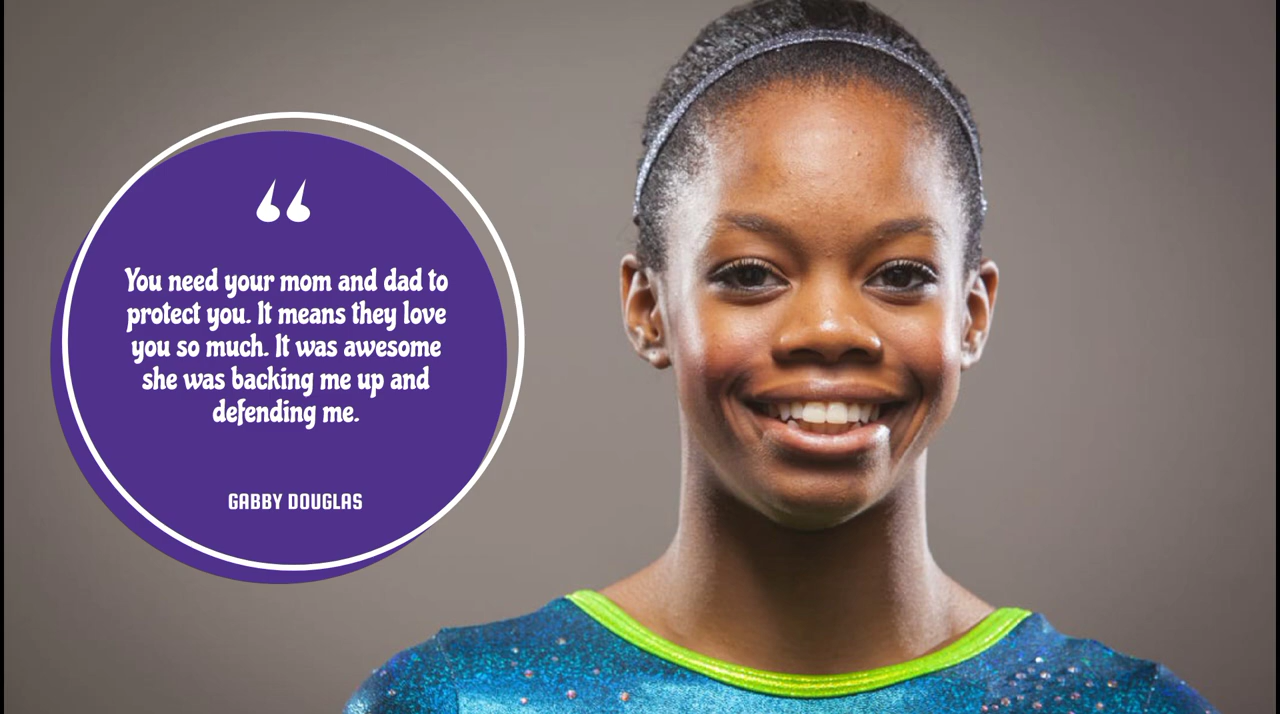 “
You need your mom and dad to
protect you. It means they love
you so much. It was awesome
she was backing me up and
defending me.
GABBY DOUGLAS